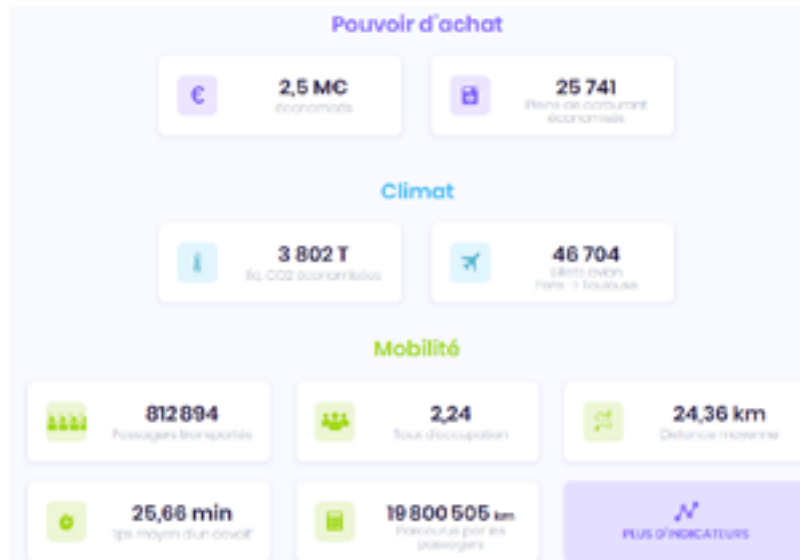 Pouvoir d'achat
2,5 M€
économisés
25 741
Pleins de carburant
économisés
Climat
3 802 T
Eq. CO2 économisées
46 704
Billets avion
Paris -> Toulouse
Mobilité
812 894
Passagers transportés
2,24
Taux d'occupation
24,36 km
Distance moyenne
25,66 min
Tps moyen d'un covoit'
19 800 505 km
Parcourus par les
passagers
PLUS D'INDICATEURS